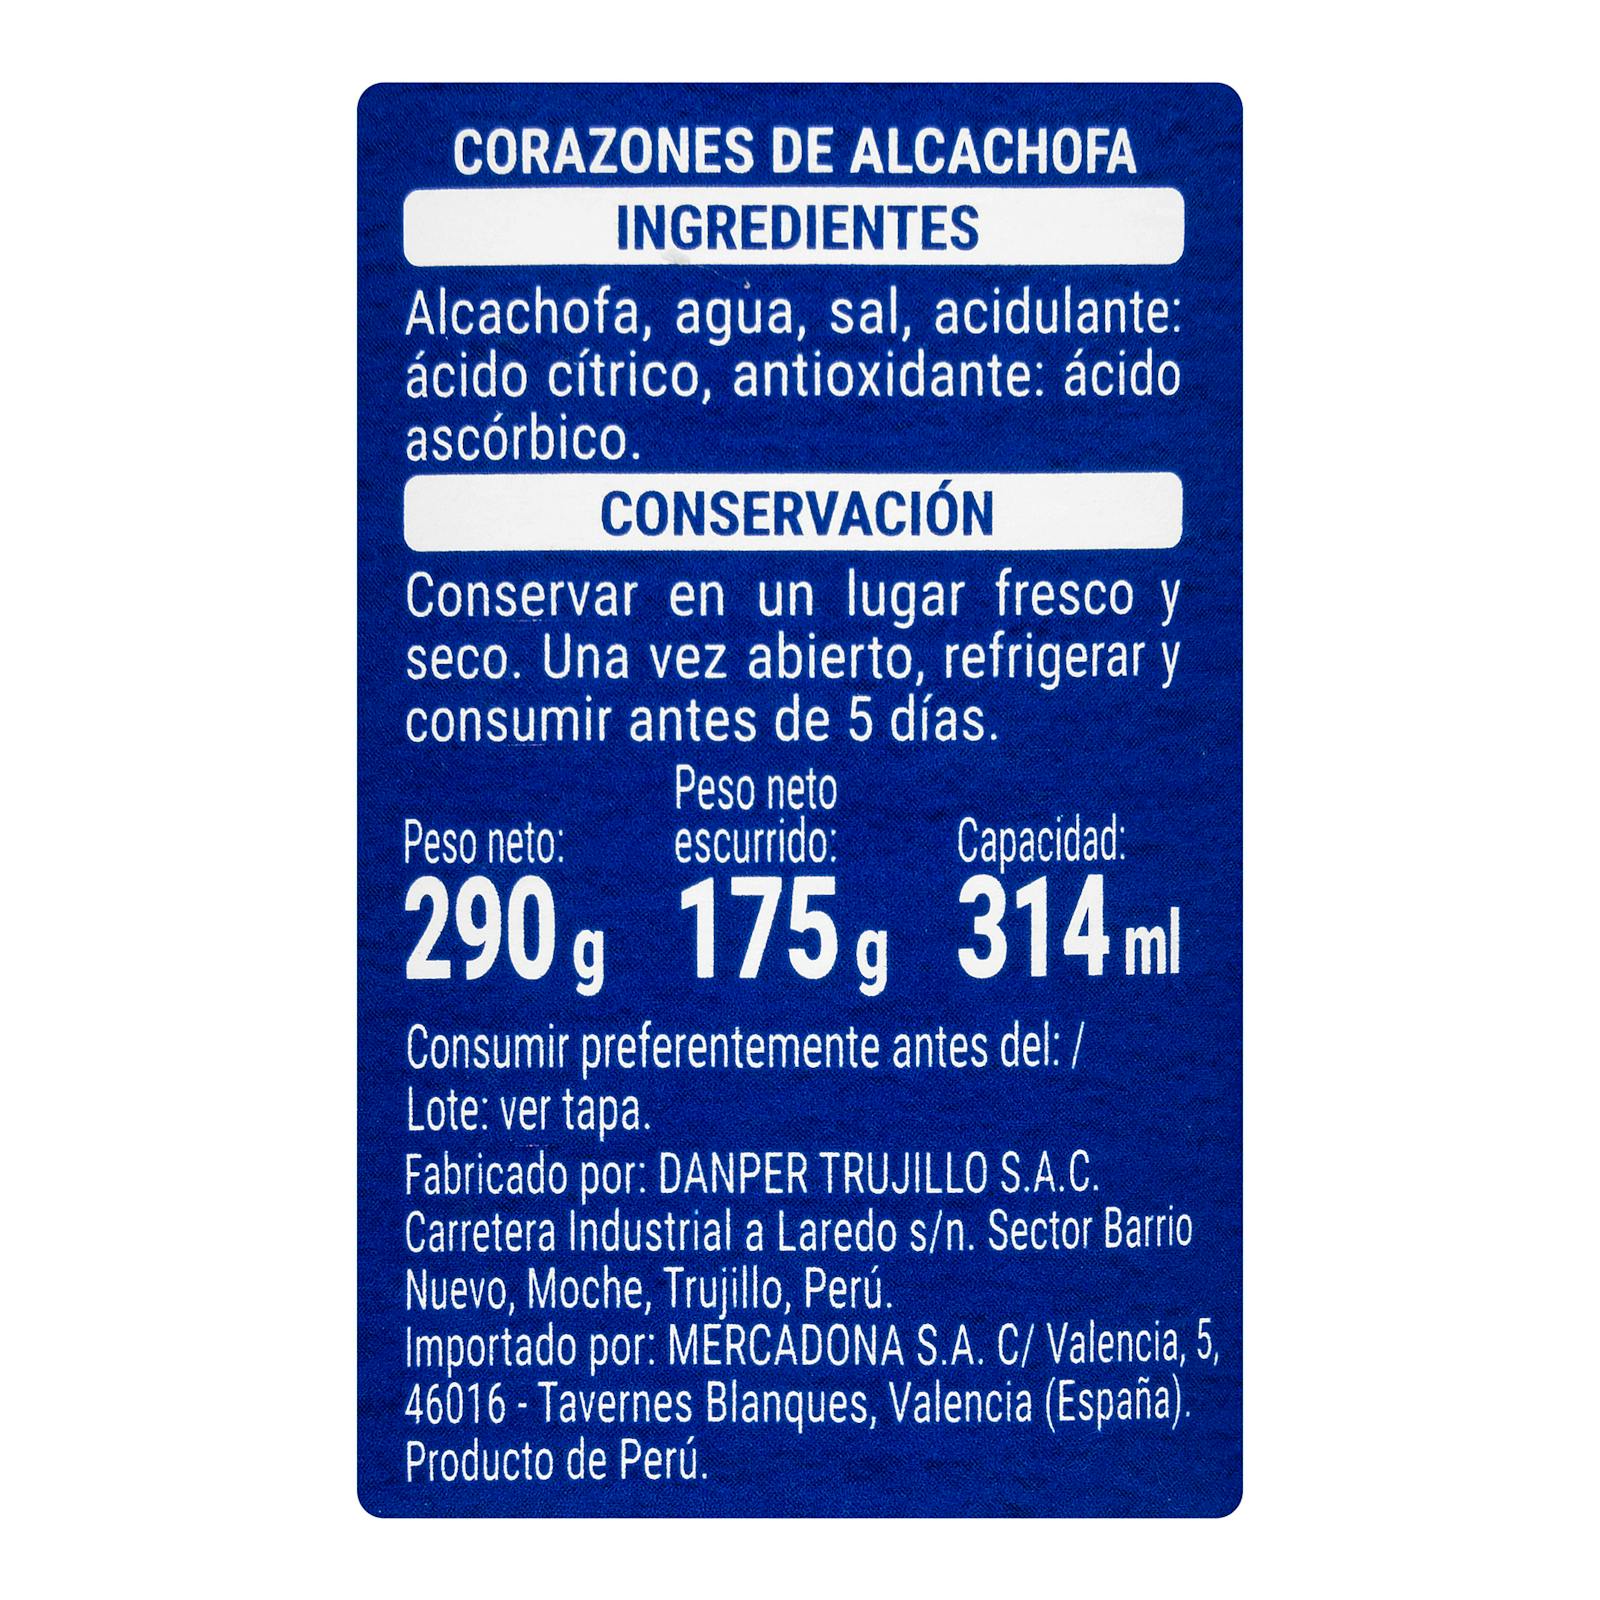 CORAZONES DE ALCACHOFA
INGREDIENTES
Alcachofa, agua, sal, acidulante:
ácido cítrico, antioxidante: ácido
ascórbico.
CONSERVACIÓN
Conservar en un lugar fresco y
seco. Una vez abierto, refrigerar y
consumir antes de 5 días.
Peso neto:
290 g
Peso neto
escurrido:
175 g
Capacidad:
314 ml
Consumir preferentemente antes del: /
Lote: ver tapa.
Fabricado por: DANPER TRUJILLO S.A.C.
Carretera Industrial a Laredo s/n. Sector Barrio
Nuevo, Moche, Trujillo, Perú.
Importado por: MERCADONA S.A. C/ Valencia, 5,
46016 - Tavernes Blanques, Valencia (España).
Producto de Perú.